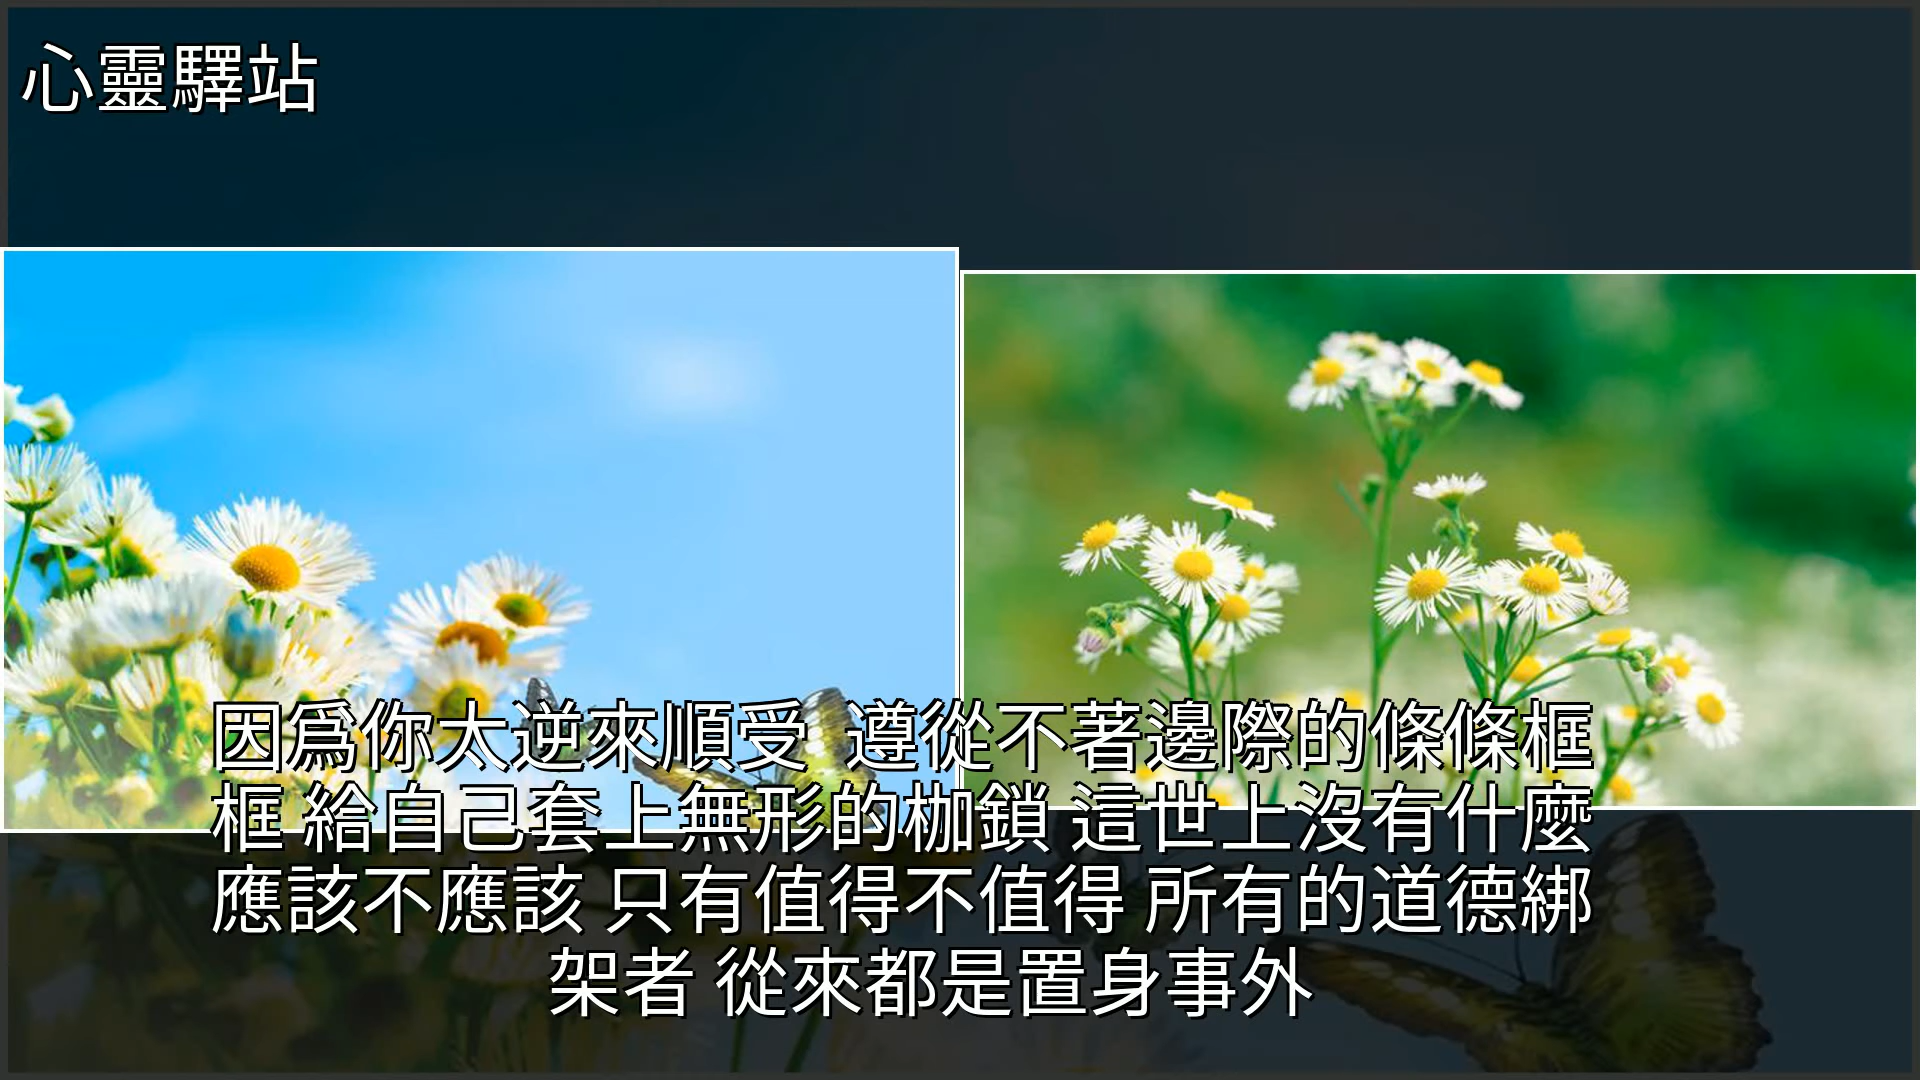 心靈驛站
因爲你太逆來順受 遵從不著邊際的條條框
框 給自己套上無形的枷鎖 這世上沒有什麼
應該不應該 只有值得不值得 所有的道德綁
架者 從來都是置身事外